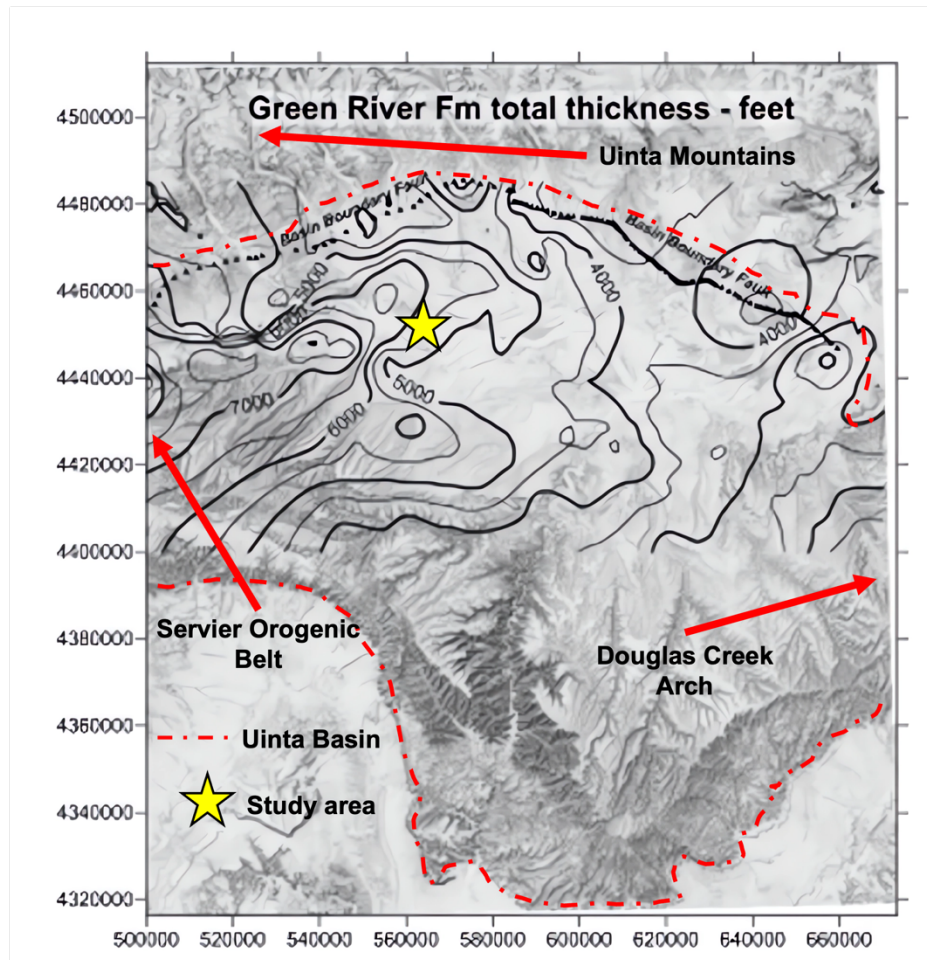 Green River Fm total thickness - feet
Uinta Mountains
4500000
4480000
4460000
4440000
4420000
4400000
4380000
4360000
4340000
4320000
Basin Boundary Fault
Basin Boundary Fault
5000
4000
4000
7000
6000
5000
Servier Orogenic
Belt
Douglas Creek
Arch
Uinta Basin
Study area
500000 520000 540000 560000 580000 600000 620000 640000 660000